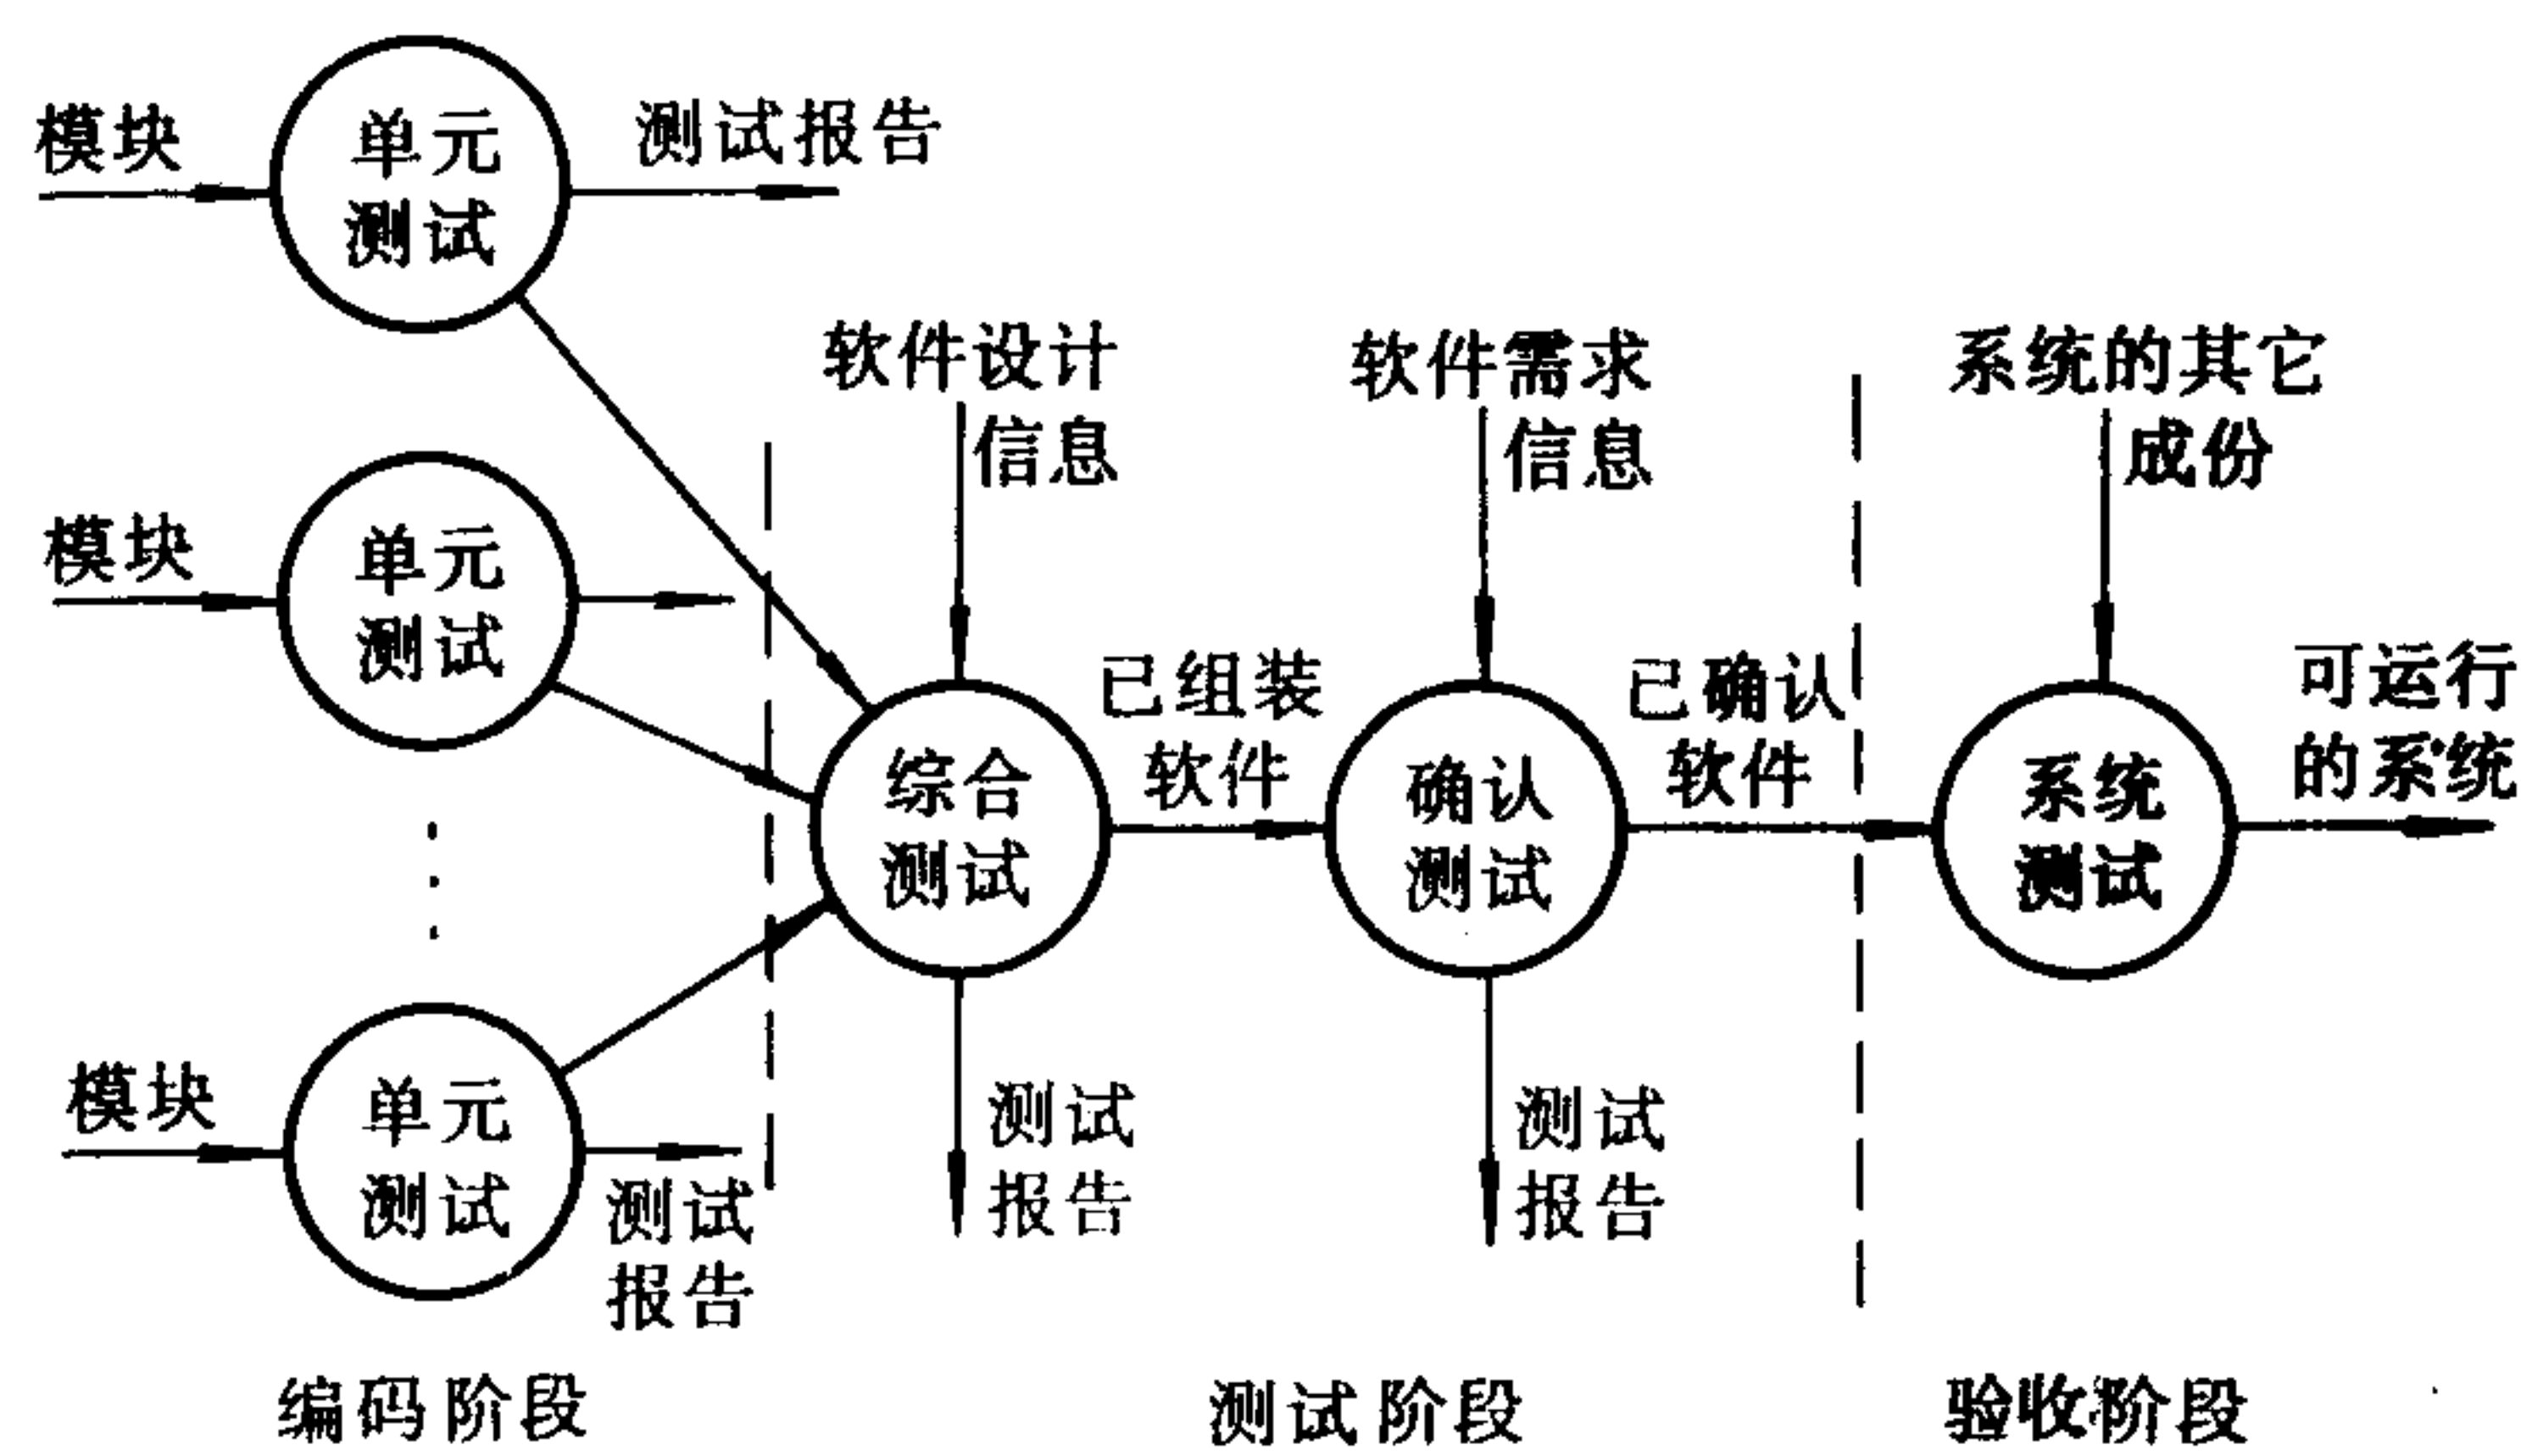 模块
单元
测试
测试报告
软件设计
信息
软件需求
信息
系统的其它
成份
模块
单元
测试
已组装
软件
已确认
软件
可运行
的系统
综合
测试
确认
测试
系统
测试
模块
单元
测试
测试
报告
测试
报告
测试
报告
编码阶段
测试阶段
验收阶段